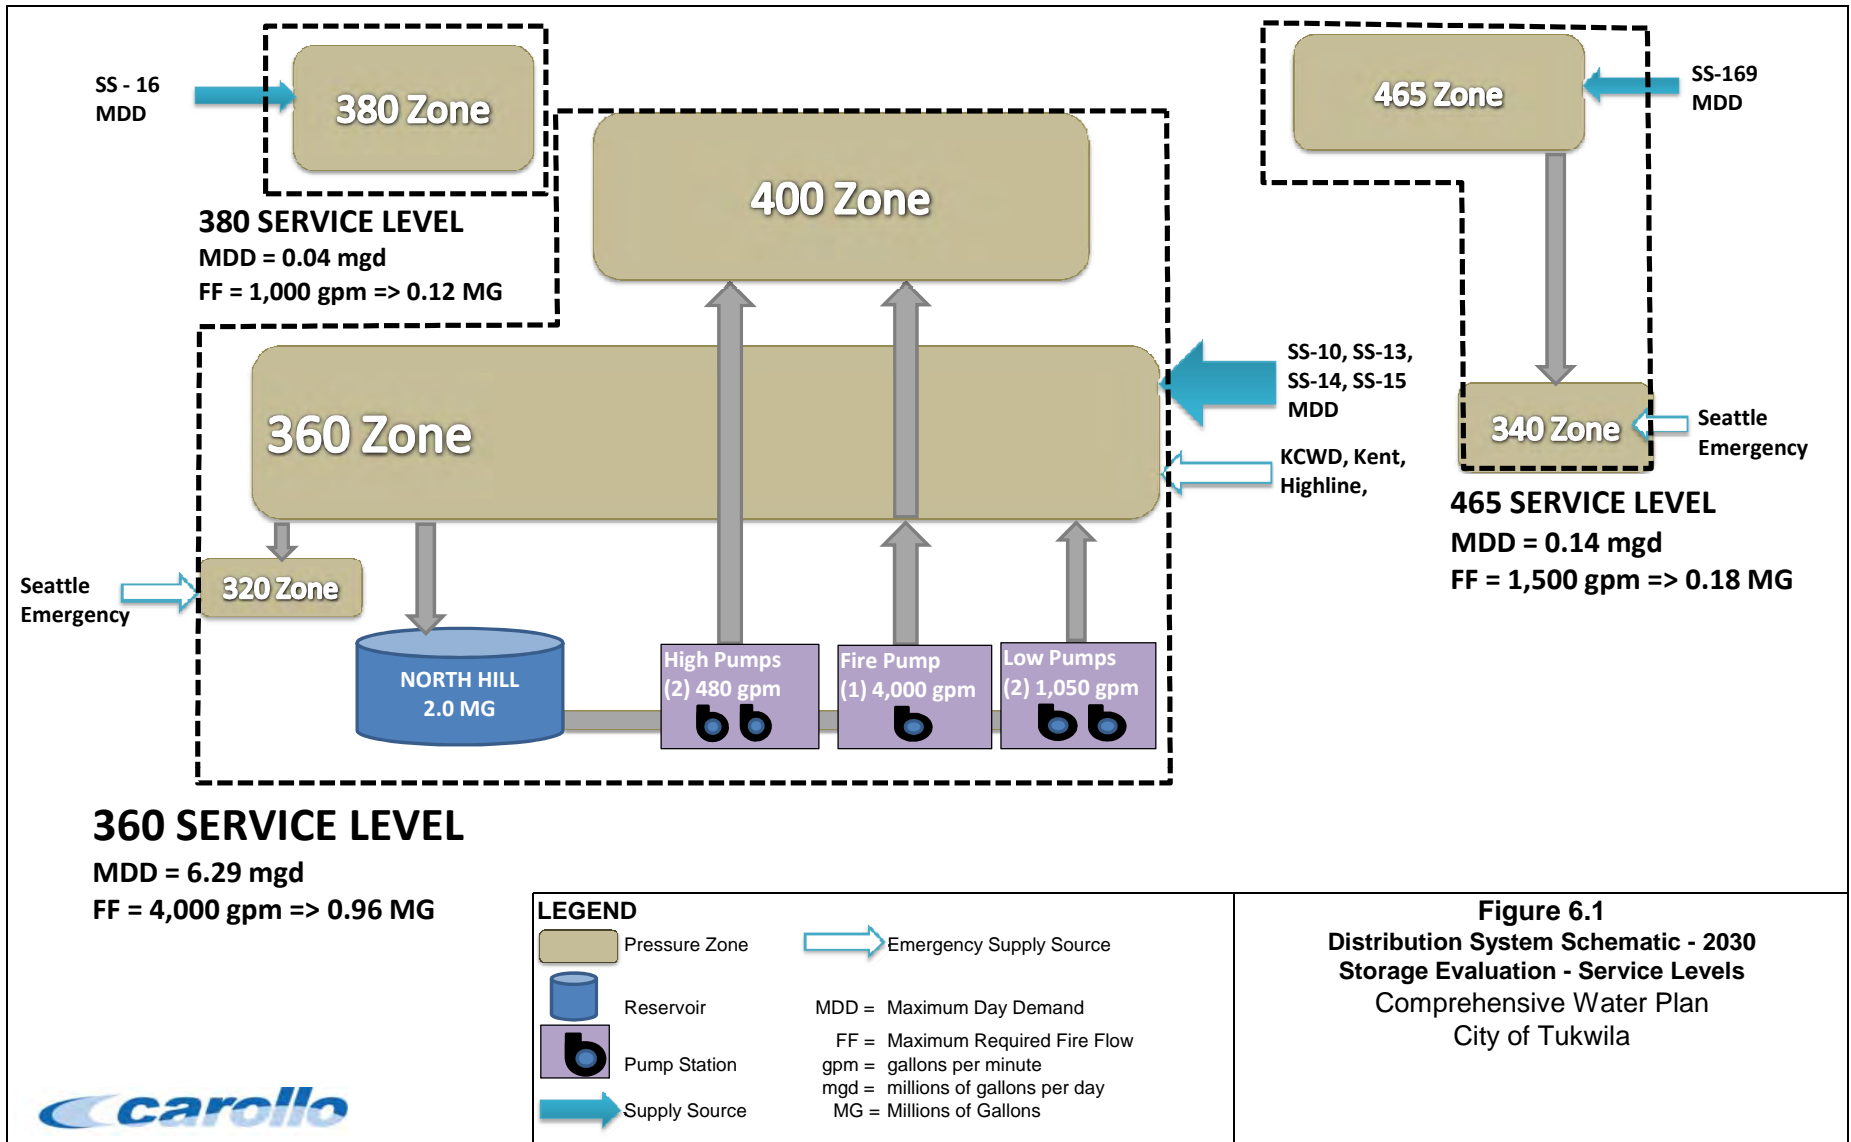 SS - 16
MDD
380 Zone
380 SERVICE LEVEL
MDD = 0.04 mgd
FF = 1,000 gpm => 0.12 MG
400 Zone
465 Zone
SS-169
MDD
360 Zone
SS-10, SS-13,
SS-14, SS-15
MDD
KCWD, Kent,
Highline,
340 Zone
Seattle
Emergency
465 SERVICE LEVEL
MDD = 0.14 mgd
FF = 1,500 gpm => 0.18 MG
Seattle
Emergency
320 Zone
NORTH HILL
2.0 MG
High Pumps
(2) 480 gpm
Fire Pump
(1) 4,000 gpm
Low Pumps
(2) 1,050 gpm
360 SERVICE LEVEL
MDD = 6.29 mgd
FF = 4,000 gpm => 0.96 MG
LEGEND
Pressure Zone
Reservoir
Pump Station
Supply Source
Emergency Supply Source
MDD = Maximum Day Demand
FF = Maximum Required Fire Flow
gpm = gallons per minute
mgd = millions of gallons per day
MG = Millions of Gallons
Figure 6.1
Distribution System Schematic - 2030
Storage Evaluation - Service Levels
Comprehensive Water Plan
City of Tukwila
carollo